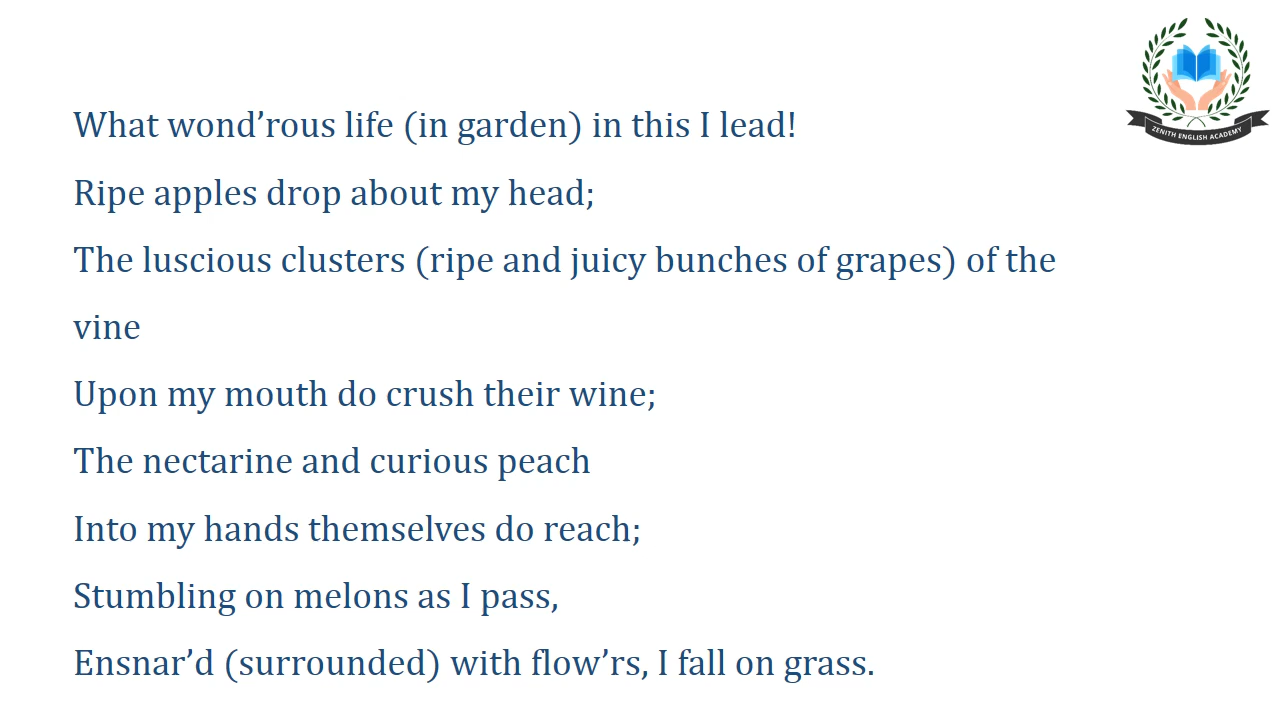 ZENITH ENGLISH ACADEMY
What wond’rous life (in garden) in this I lead!
Ripe apples drop about my head;
The luscious clusters (ripe and juicy bunches of grapes) of the
vine
Upon my mouth do crush their wine;
The nectarine and curious peach
Into my hands themselves do reach;
Stumbling on melons as I pass,
Ensnar’d (surrounded) with flow’rs, I fall on grass.